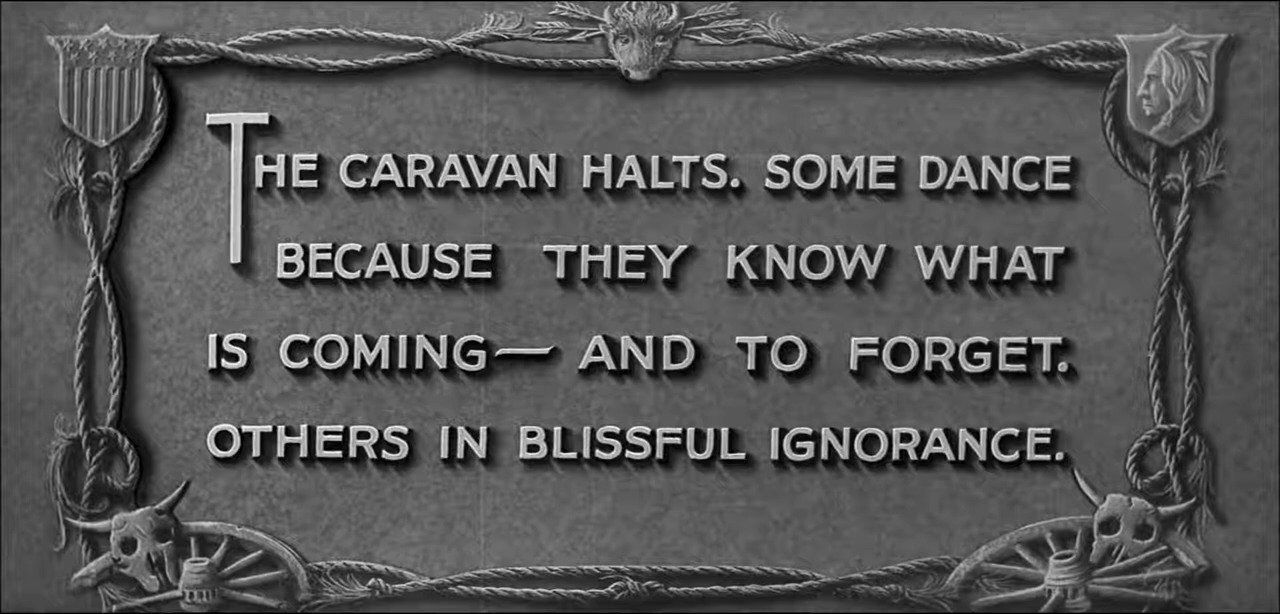 THE CARAVAN HALTS. SOME DANCE
BECAUSE THEY KNOW WHAT
IS COMING— AND TO FORGET.
OTHERS IN BLISSFUL IGNORANCE.